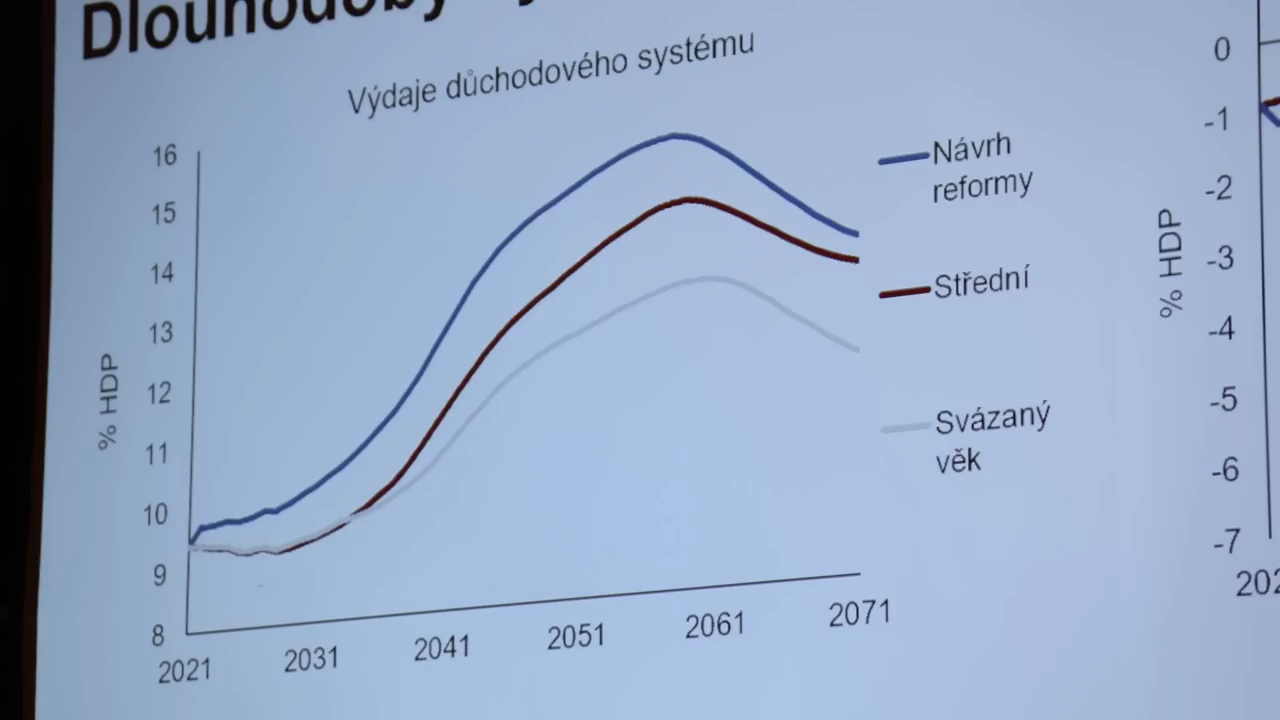 Výdaje důchodového systému
16
15
14
13
12
11
10
9
8
% HDP
2021
2031
2041
2051
2061
2071
Návrh
reformy
Střední
Svázaný
věk
0
-1
-2
-3
-4
-5
-6
-7
% HDP